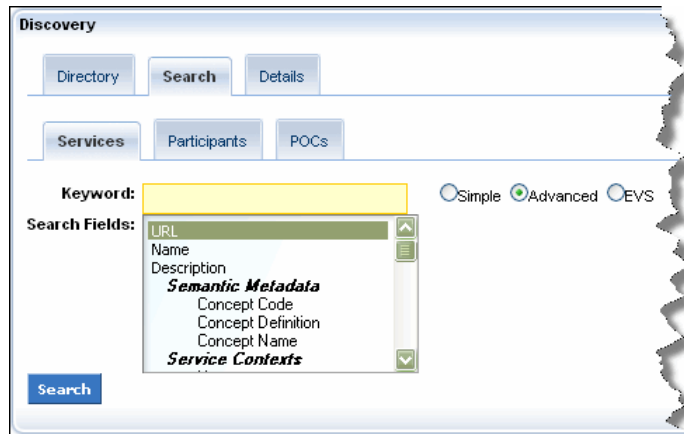 Discovery
Directory Search Details
Services Participants POCs
Keyword: Simple Advanced EVS
Search Fields: URL
Name
Description
Semantic Metadata
Concept Code
Concept Definition
Concept Name
Service Contexts
Search